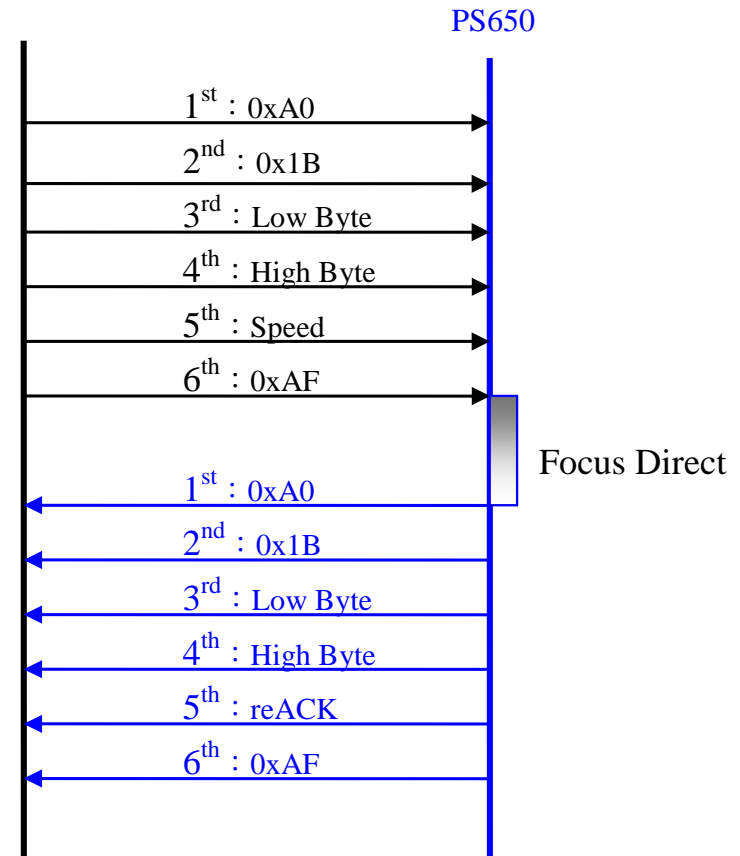 PS650
1st : 0xA0
2nd : 0x1B
3rd : Low Byte
4th : High Byte
5th : Speed
6th : 0xAF
Focus Direct
1st : 0xA0
2nd : 0x1B
3rd : Low Byte
4th : High Byte
5th : reACK
6th : 0xAF